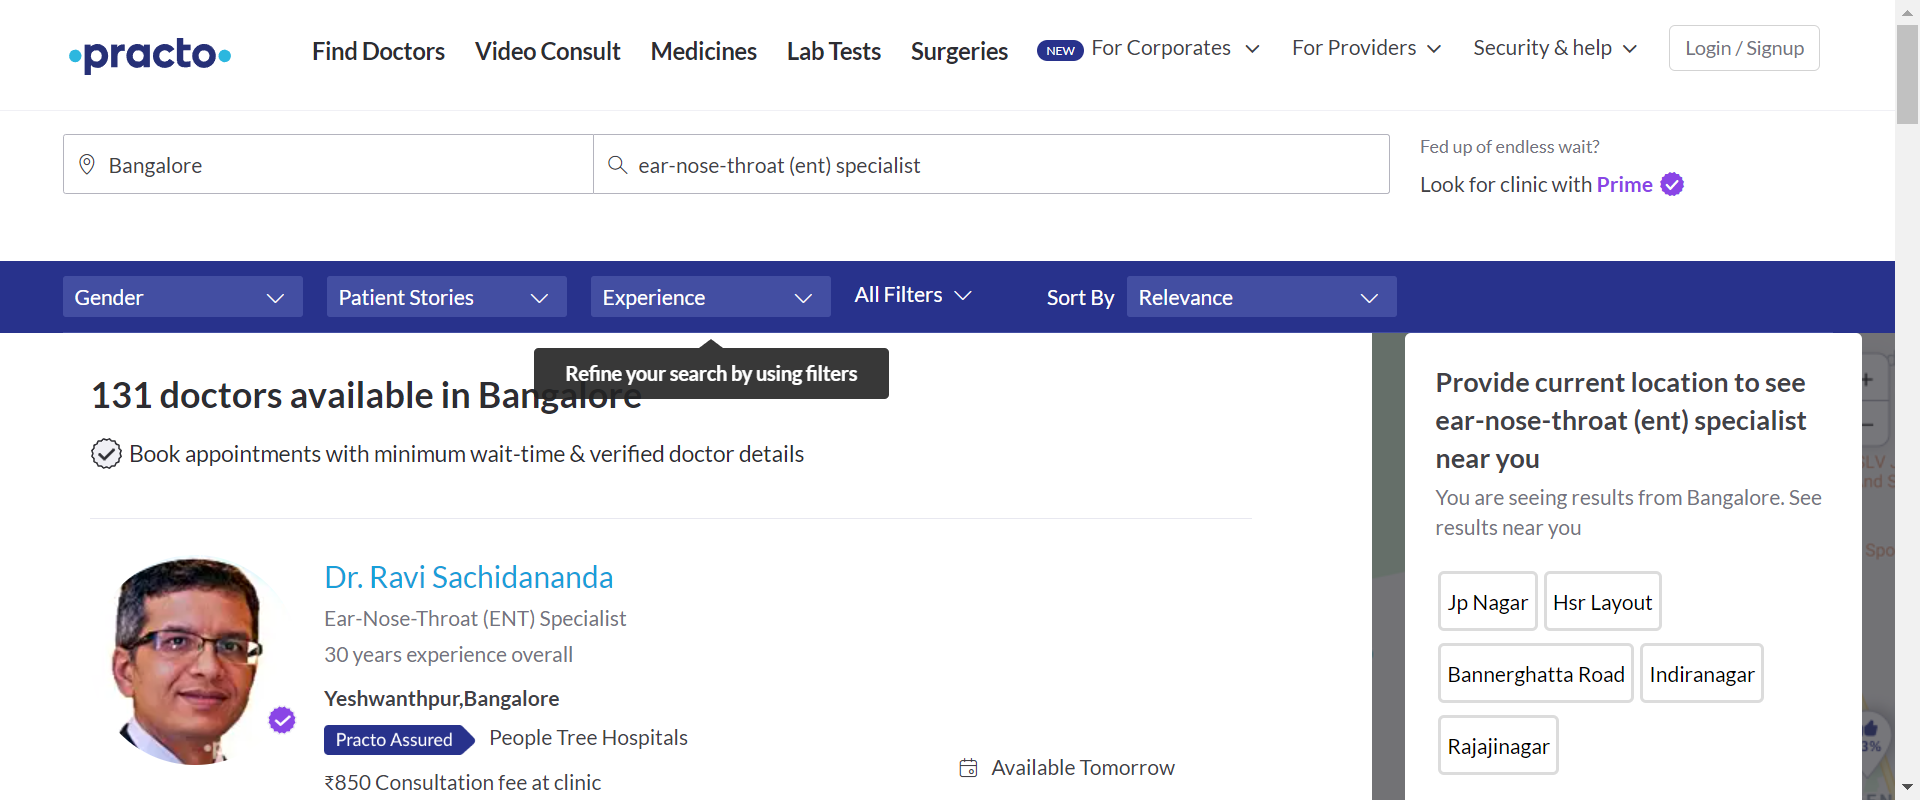 practo
Find Doctors
Video Consult
Medicines
Lab Tests
Surgeries
NEW
For Corporates
For Providers
Security & help
Login / Signup
Bangalore
ear-nose-throat (ent) specialist
Fed up of endless wait?
Look for clinic with Prime
Gender
Patient Stories
Experience
All Filters
Sort By
Relevance
Refine your search by using filters
131 doctors available in Bangalore
Book appointments with minimum wait-time & verified doctor details
Dr. Ravi Sachidananda
Ear-Nose-Throat (ENT) Specialist
30 years experience overall
Yeshwanthpur,Bangalore
Practo Assured
People Tree Hospitals
₹850 Consultation fee at clinic
Available Tomorrow
Provide current location to see
ear-nose-throat (ent) specialist
near you
You are seeing results from Bangalore. See
results near you
Jp Nagar
Hsr Layout
Bannerghatta Road
Indiranagar
Rajajinagar